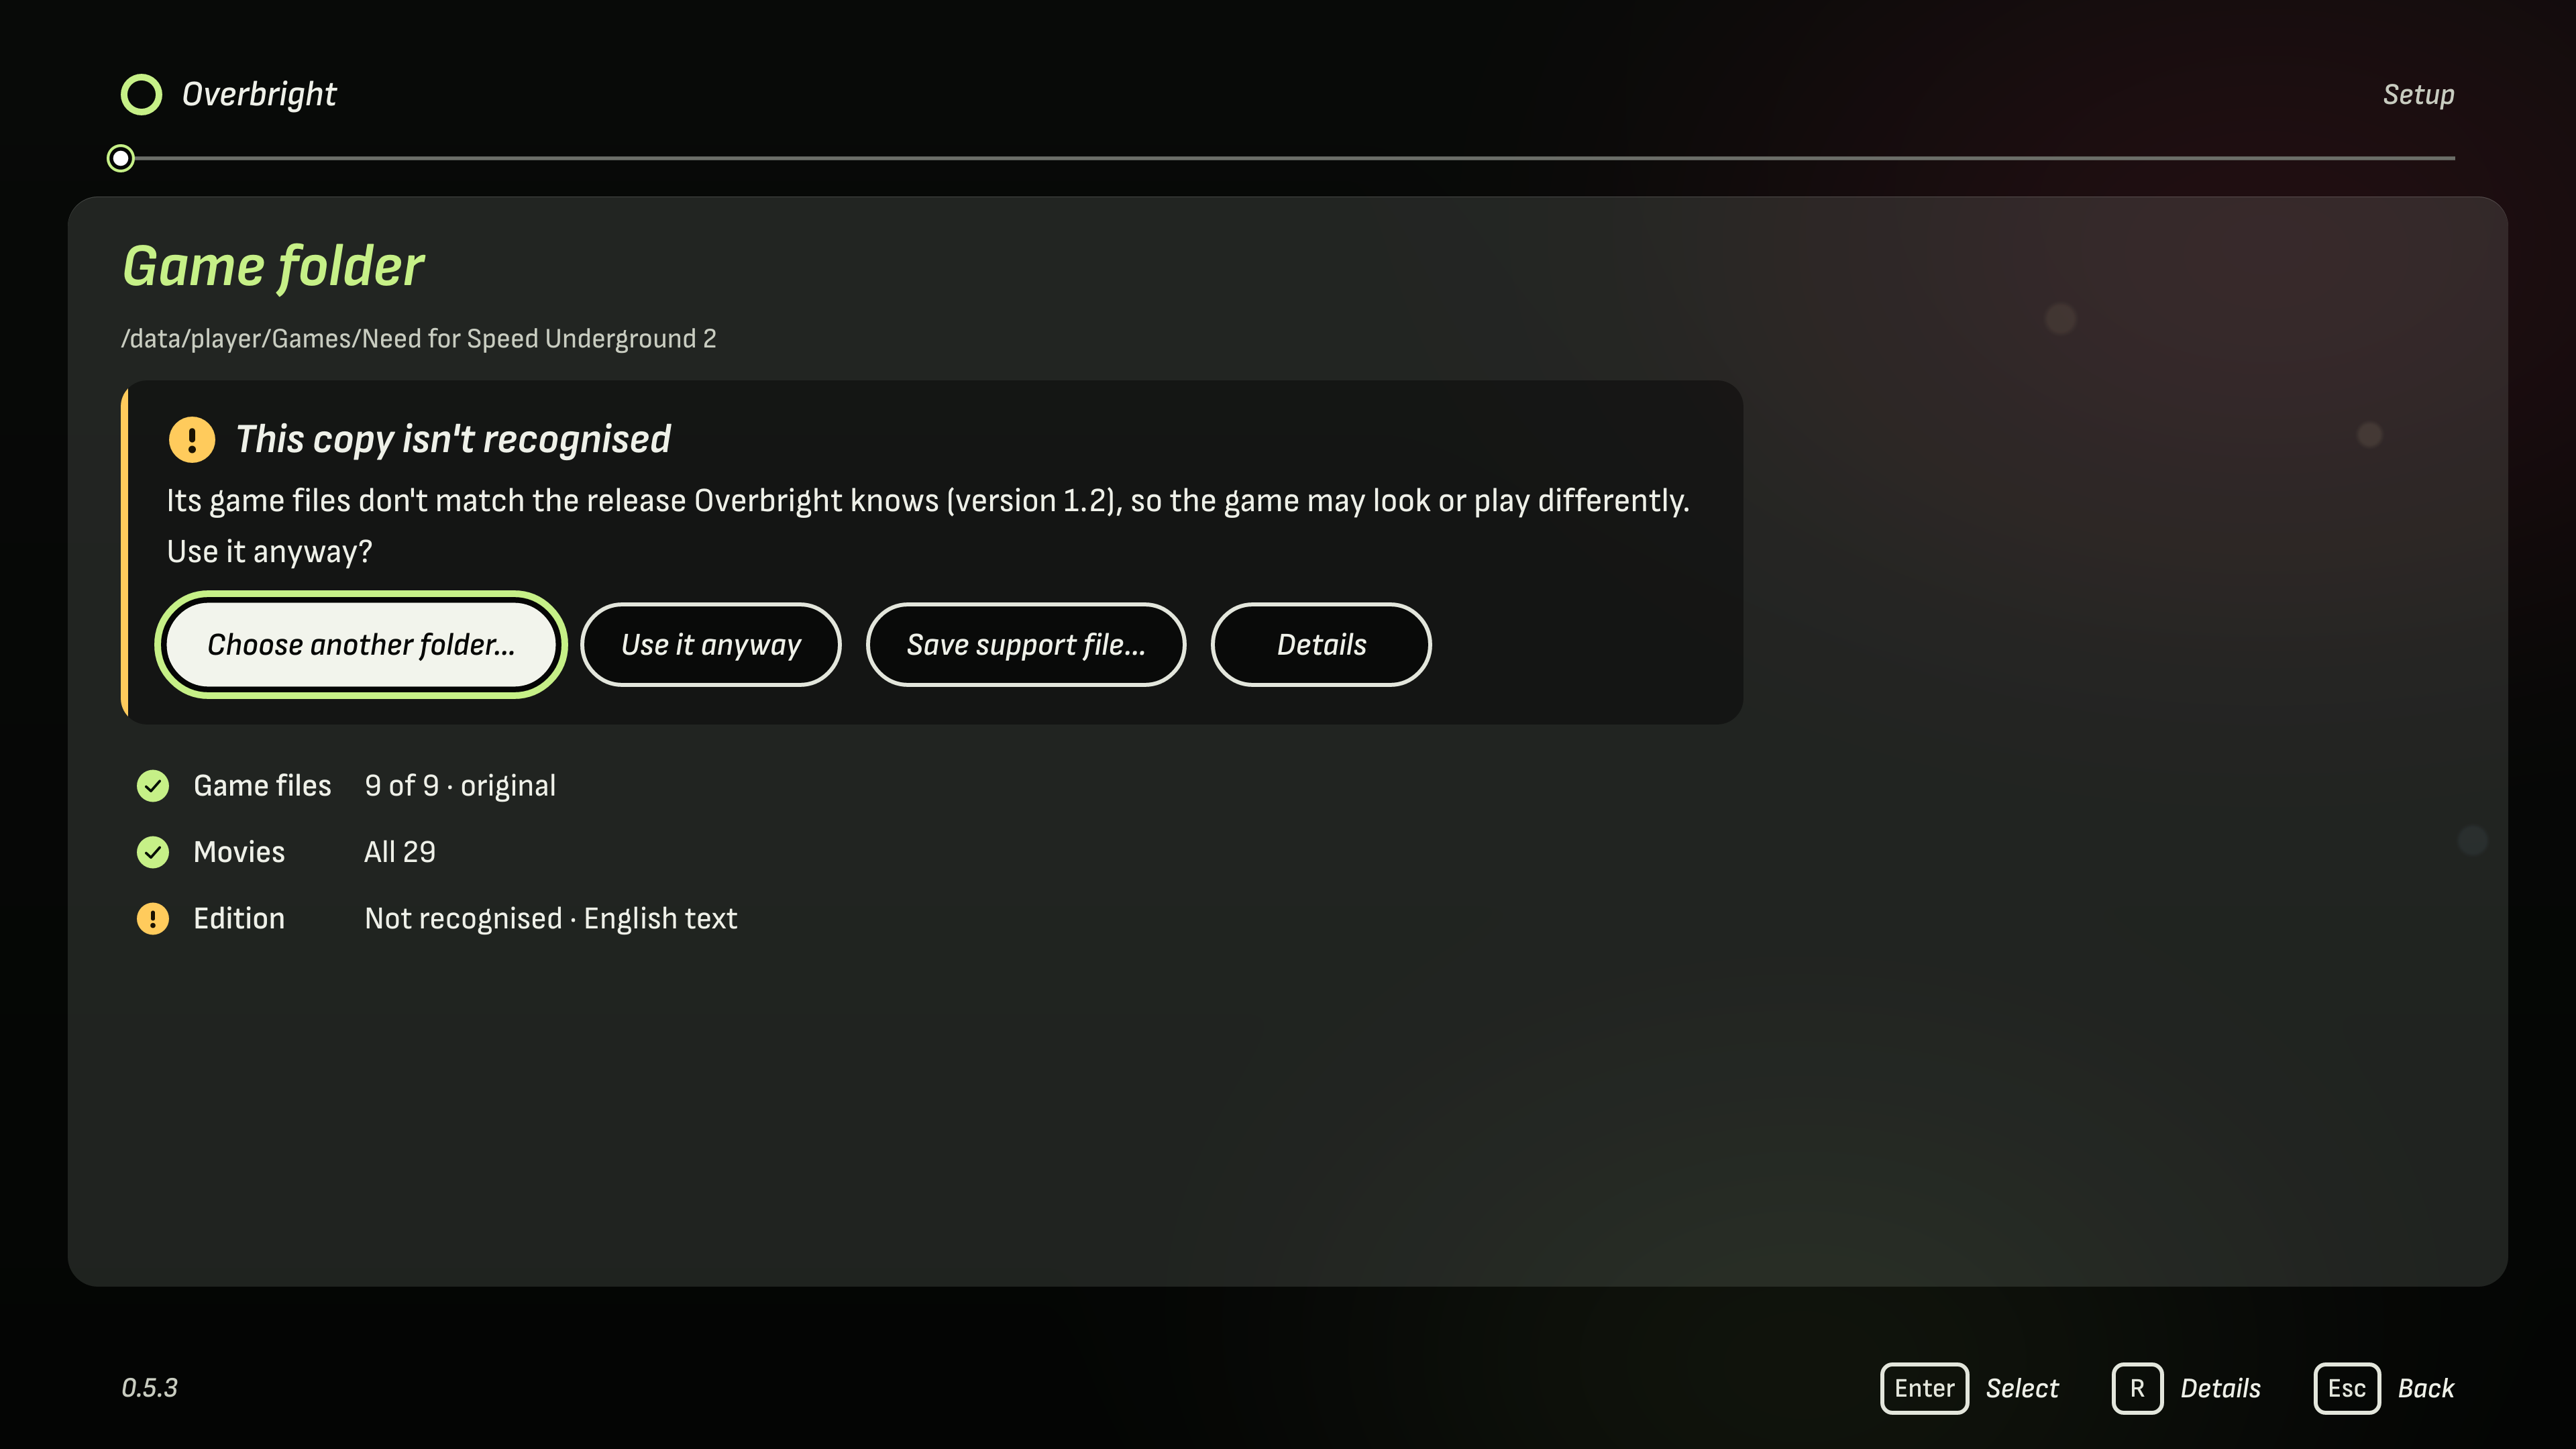 Overbright
Setup
Game folder
/data/player/Games/Need for Speed Underground 2
This copy isn't recognised
Its game files don't match the release Overbright knows (version 1.2), so the game may look or play differently.
Use it anyway?
Choose another folder...
Use it anyway
Save support file...
Details
Game files 9 of 9 · original
Movies All 29
Edition Not recognised · English text
0.5.3
Enter Select R Details Esc Back